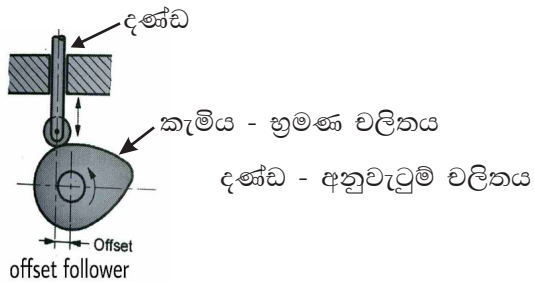 දණ්ඩ
කැමිය - භ්‍රමණ චලිතය
දණ්ඩ - අනුවැටුම් චලිතය
Offset
offset follower